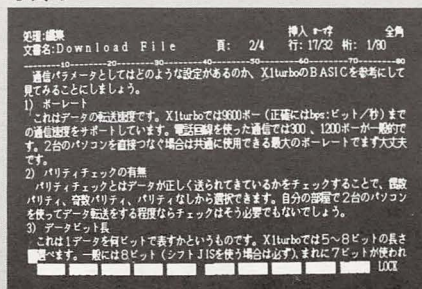 処理:編集 挿入 ｵｰﾄｾｰﾌﾞ 全角
文書名:Download File 頁: 2/4 行: 17/32 桁: 1/80
------10--------20--------30--------40--------50--------60--------70--------80
通信パラメータとしてはどのような設定があるのか、X1turboのBASICを参考にして
見てみることにしましょう。
1) ボーレート
これはデータの転送速度です。X1turboでは9600ボー (正確にはbps:ビット／秒) まで
の通信速度をサポートしています。電話回線を使った通信では300 、1200ボーが一般的で
す。2台のパソコンを直接つなぐ場合は共通に使用できる最大のボーレートでまず大丈夫
です。
2) パリティチェックの有無
パリティチェックとはデータが正しく送られてきているかをチェックすることで、偶数
パリティ、奇数パリティ、パリティなしから選択できます。自分の部屋で2台のパソコン
を使ってデータ転送をする程度ならチェックはそう必要でもないでしょう。
3) データビット長
これは1データを何ビットで表すかというものです。X1turboでは5～8ビットの長さ
選べます。一般には8ビット (シフトJISを使う場合は必ず)、まれに7ビットが使われ
LOCK